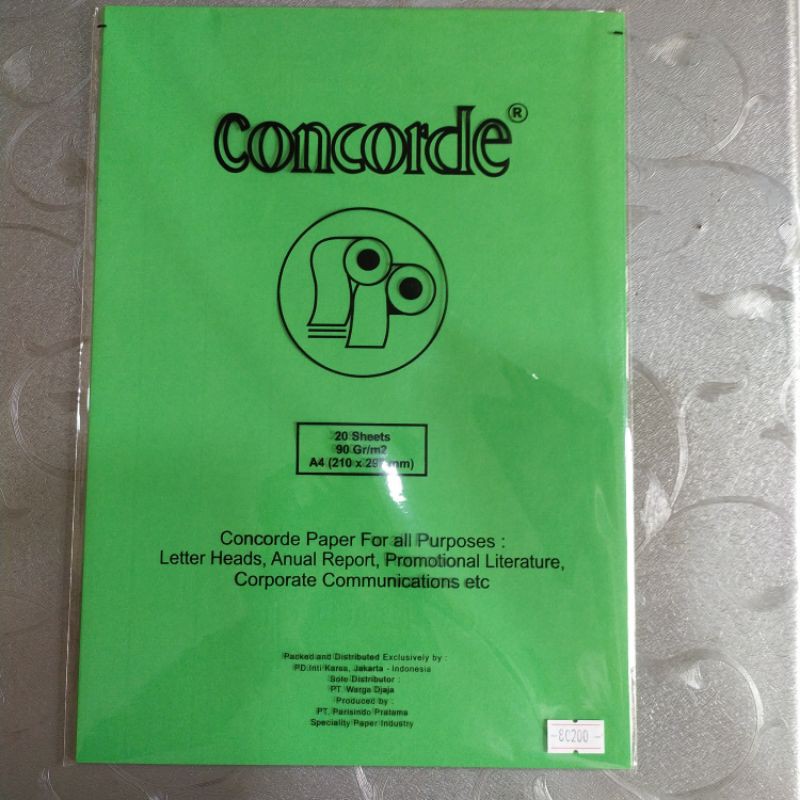 Concorde®
20 Sheets
90 Gr/m2
A4 (210 x 297 mm)
Concorde Paper For all Purposes :
Letter Heads, Anual Report, Promotional Literature,
Corporate Communications etc
Packed and Distributed Exclusively by :
PD.Inti Karsa, Jakarta - Indonesia
Sole Distributor :
PT. Warga Djaja
Produced by :
PT. Parisindo Pratama
Speciality Paper Industry